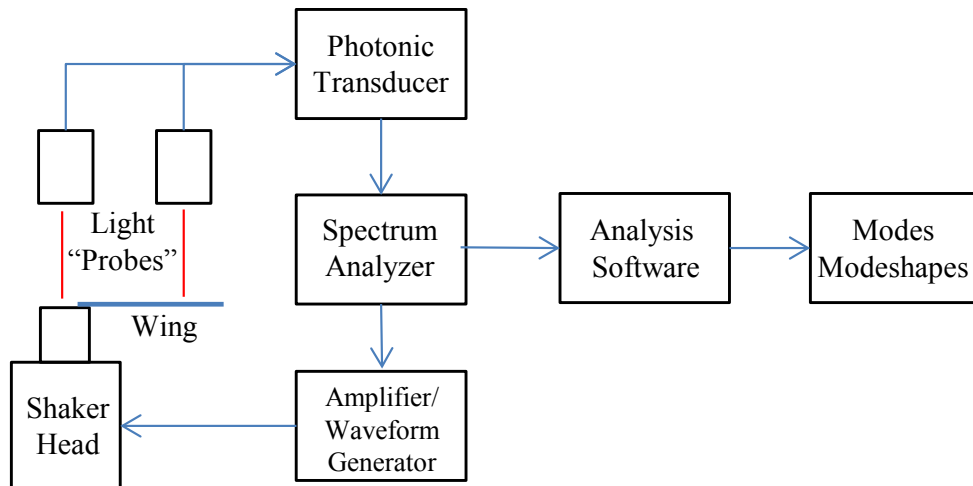 Photonic
Transducer
Light
“Probes”
Spectrum
Analyzer
Analysis
Software
Modes
Modeshapes
Wing
Shaker
Head
Amplifier/
Waveform
Generator